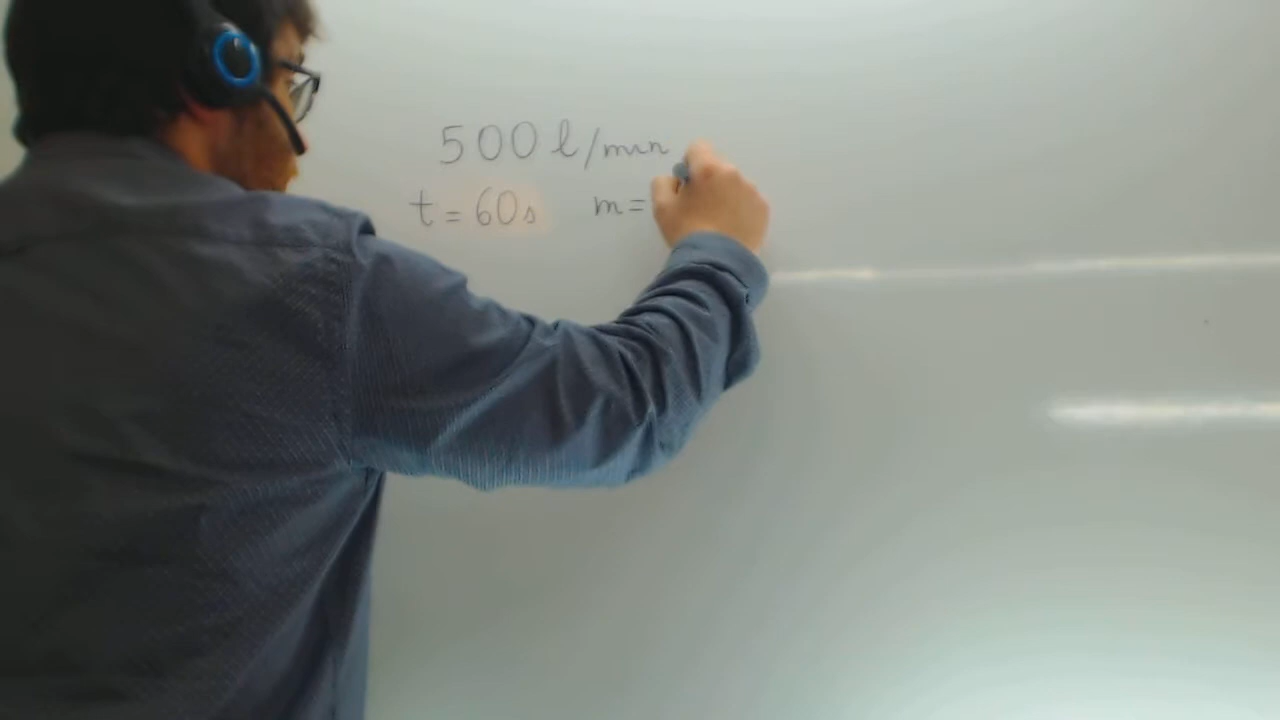 500 l/min
t = 60s m=